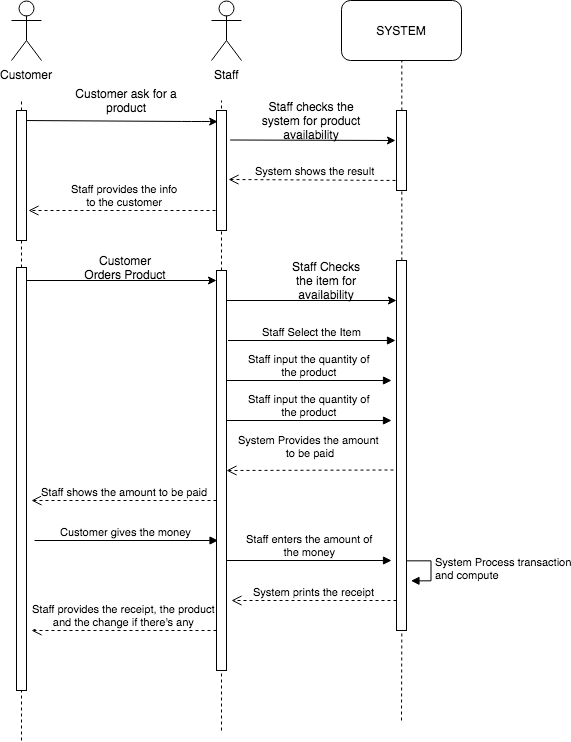 Customer
Staff
SYSTEM
Customer ask for a
product
Staff checks the
system for product
availability
System shows the result
Staff provides the info
to the customer
Customer
Orders Product
Staff Checks
the item for
availability
Staff Select the Item
Staff input the quantity of
the product
Staff input the quantity of
the product
System Provides the amount
to be paid
Staff shows the amount to be paid
Customer gives the money
Staff enters the amount of
the money
System Process transaction
and compute
System prints the receipt
Staff provides the receipt, the product
and the change if there's any